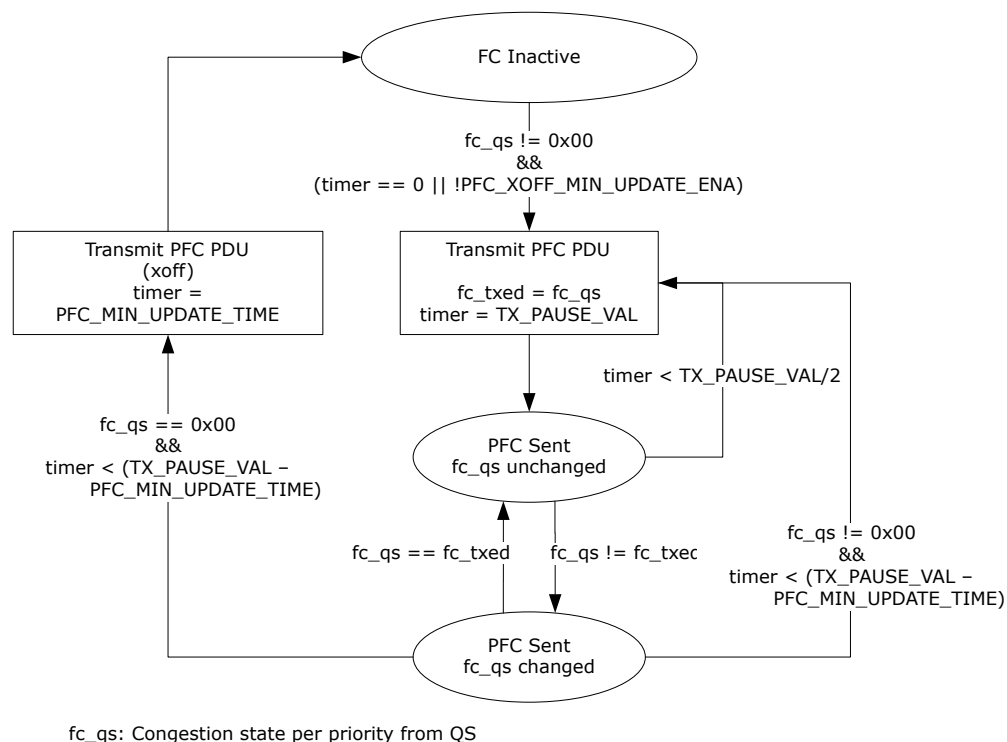 FC Inactive
fc_qs != 0x00
&&
(timer == 0 || !PFC_XOFF_MIN_UPDATE_ENA)
Transmit PFC PDU
(xoff)
timer =
PFC_MIN_UPDATE_TIME
Transmit PFC PDU
fc_txed = fc_qs
timer = TX_PAUSE_VAL
timer < TX_PAUSE_VAL/2
fc_qs == 0x00
&&
timer < (TX_PAUSE_VAL –
PFC_MIN_UPDATE_TIME)
PFC Sent
fc_qs unchanged
fc_qs == fc_txed
fc_qs != fc_txed
fc_qs != 0x00
&&
timer < (TX_PAUSE_VAL –
PFC_MIN_UPDATE_TIME)
PFC Sent
fc_qs changed
fc_qs: Congestion state per priority from QS